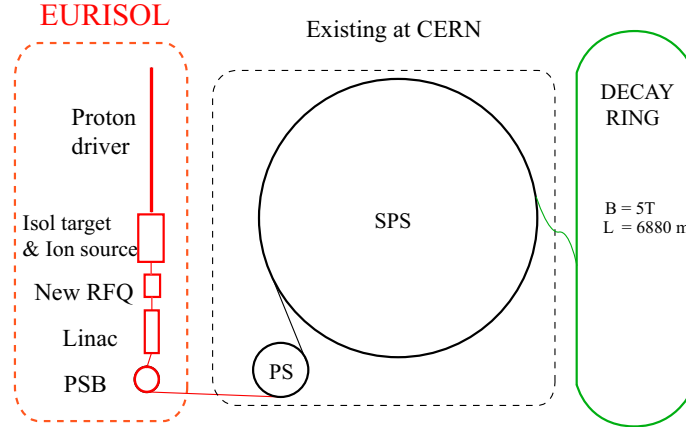 EURISOL
Existing at CERN
Proton
driver
Isol target
& Ion source
New RFQ
Linac
PSB
PS
SPS
DECAY
RING
B = 5T
L = 6880 m